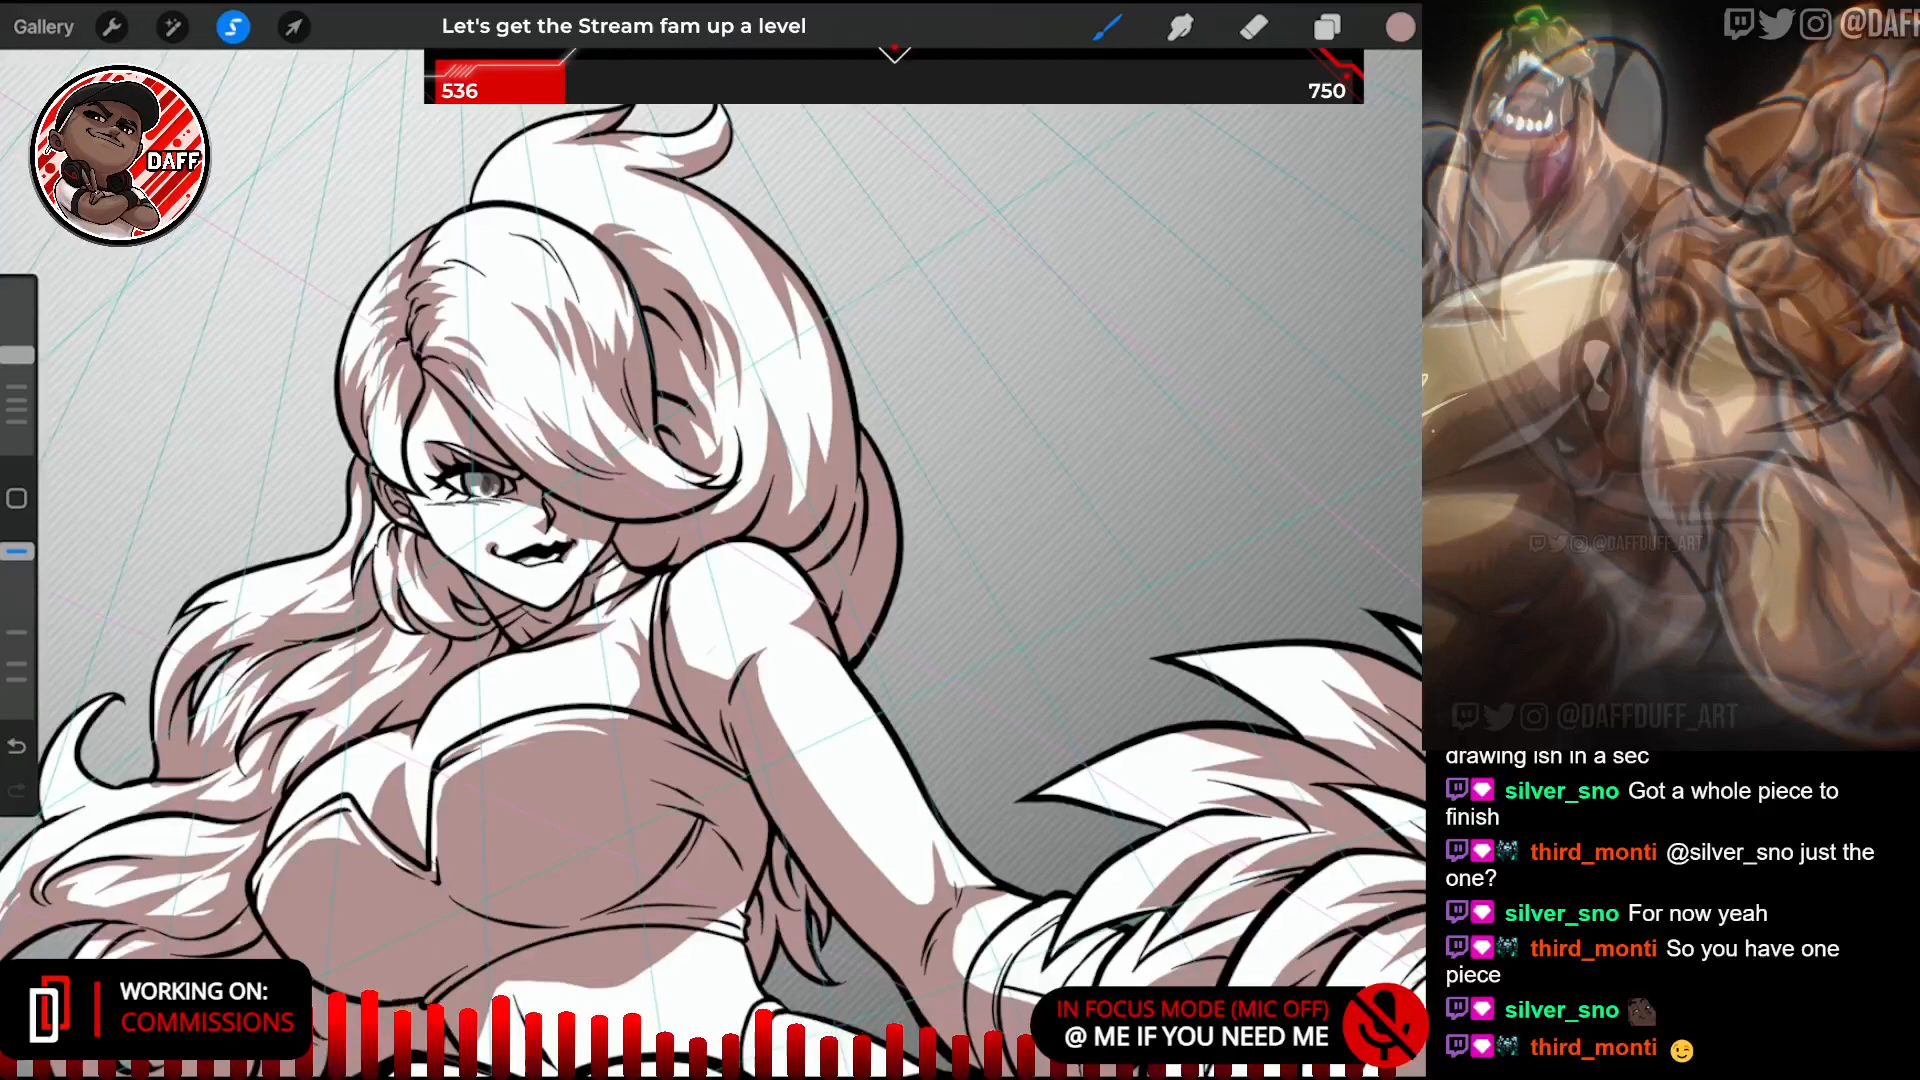 Gallery
Let's get the Stream fam up a level
536
750
DAFF
@DAFF
@DAFFDUFF_ART
@DAFFDUFF_ART
drawing ish in a sec
silver_sno Got a whole piece to
finish
third_monti @silver_sno just the
one?
silver_sno For now yeah
third_monti So you have one
piece
silver_sno
third_monti
WORKING ON:
COMMISSIONS
IN FOCUS MODE (MIC OFF)
@ ME IF YOU NEED ME